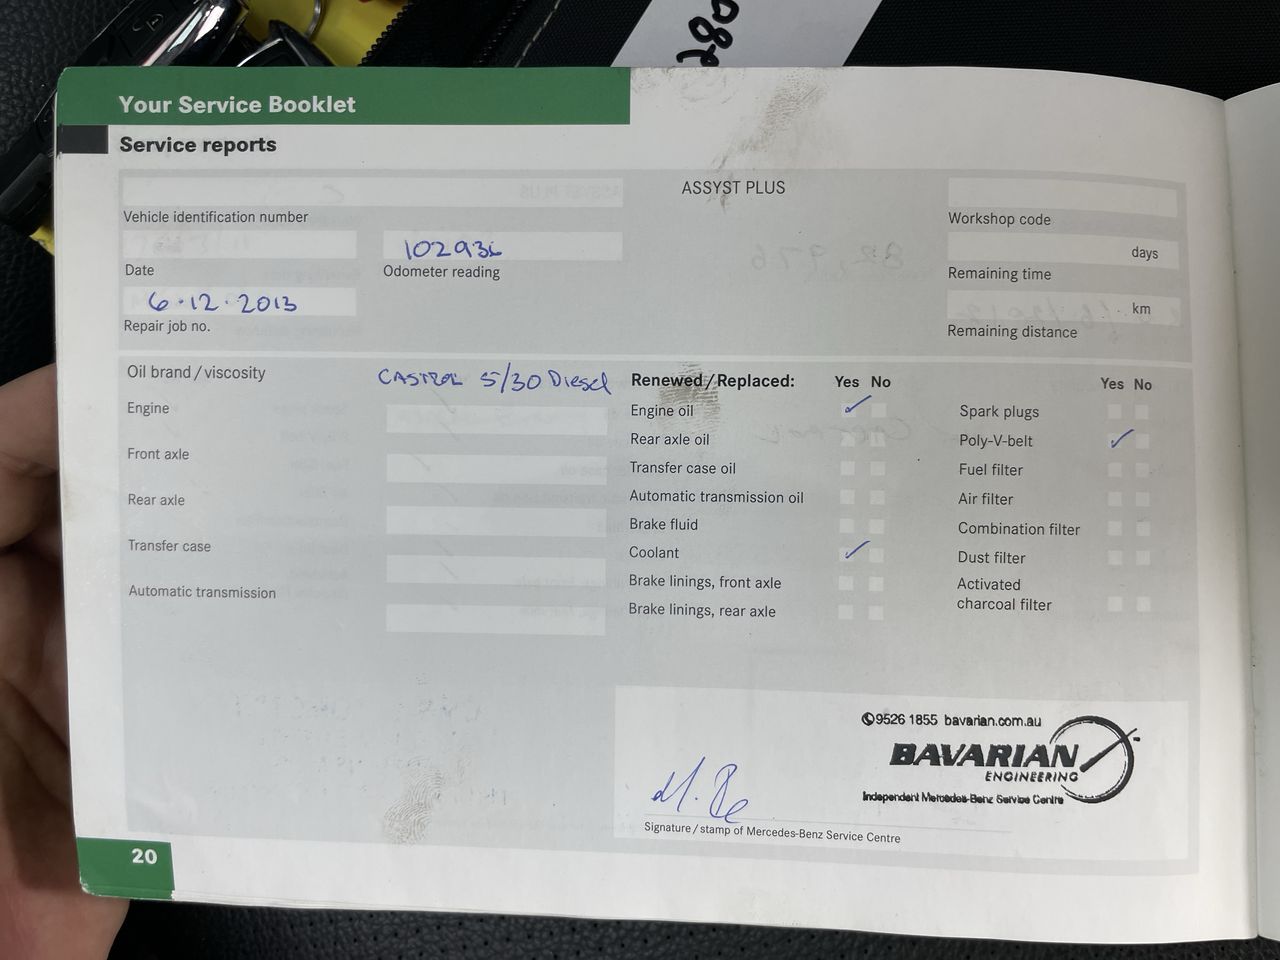 Your Service Booklet
Service reports
ASSYST PLUS
Vehicle identification number
Workshop code
102936
days
Date
Odometer reading
Remaining time
6·12·2013
km
Repair job no.
Remaining distance
Oil brand / viscosity
CASTROL 5/30 Diesel
Engine
Front axle
Rear axle
Transfer case
Automatic transmission
Renewed / Replaced: Yes No
Engine oil ✓
Rear axle oil
Transfer case oil
Automatic transmission oil
Brake fluid
Coolant ✓
Brake linings, front axle
Brake linings, rear axle
Yes No
Spark plugs
Poly-V-belt ✓
Fuel filter
Air filter
Combination filter
Dust filter
Activated
charcoal filter
9526 1855 bavarian.com.au
BAVARIAN
ENGINEERING
Independent Mercedes-Benz Service Centre
Signature / stamp of Mercedes-Benz Service Centre
20